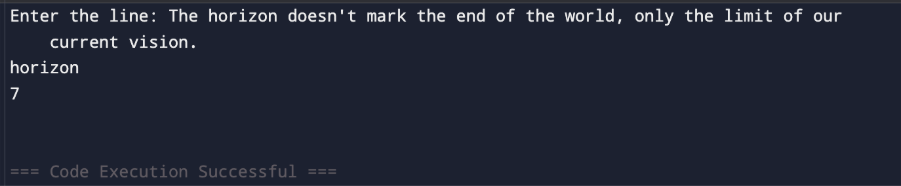 Enter the line: The horizon doesn't mark the end of the world, only the limit of our
current vision.
horizon
7
=== Code Execution Successful ===